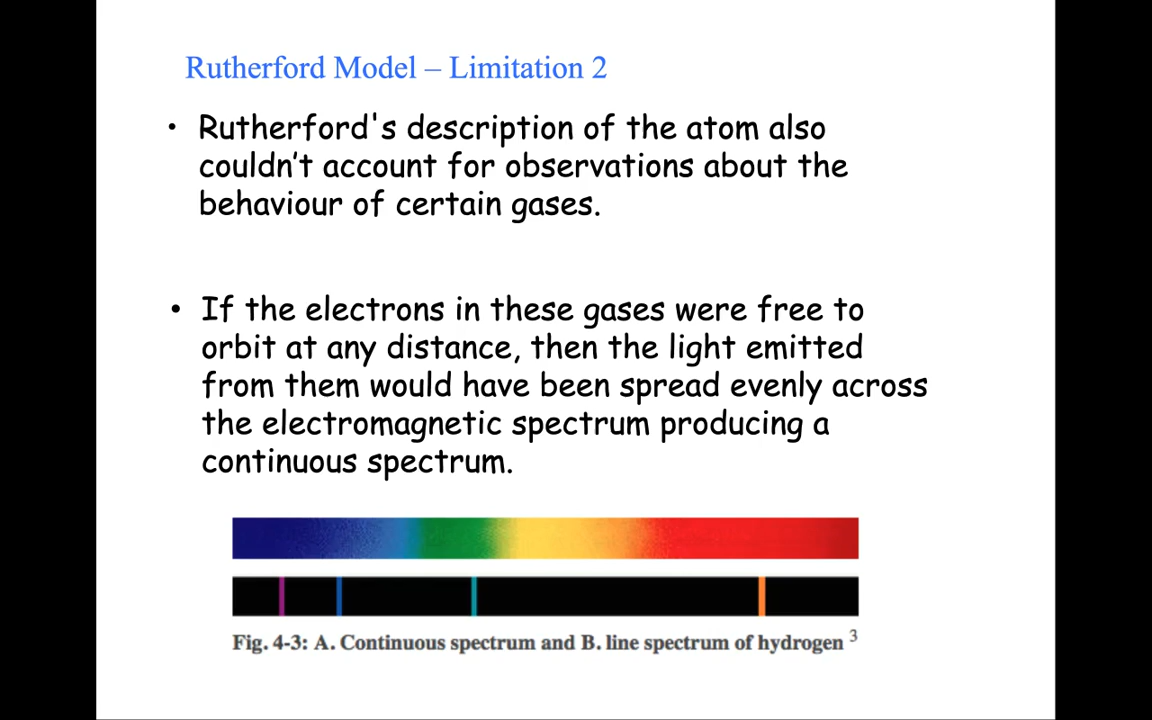 Rutherford Model – Limitation 2
• Rutherford's description of the atom also
couldn’t account for observations about the
behaviour of certain gases.
• If the electrons in these gases were free to
orbit at any distance, then the light emitted
from them would have been spread evenly across
the electromagnetic spectrum producing a
continuous spectrum.
Fig. 4-3: A. Continuous spectrum and B. line spectrum of hydrogen 3